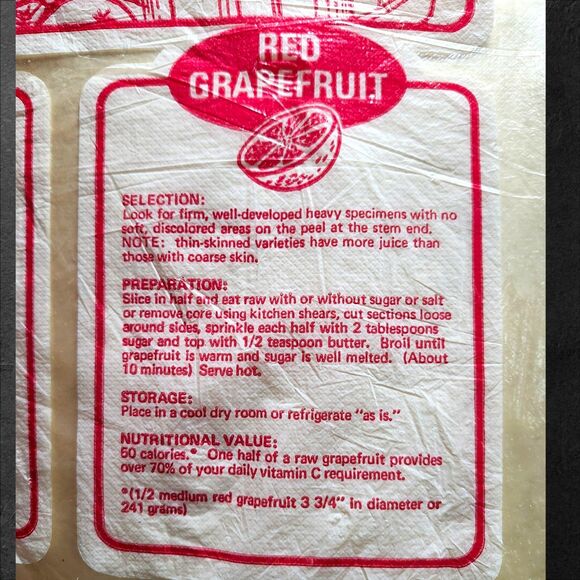 RED
GRAPEFRUIT
SELECTION:
Look for firm, well-developed heavy specimens with no
soft, discolored areas on the peel at the stem end.
NOTE: thin-skinned varieties have more juice than
those with coarse skin.
PREPARATION:
Slice in half and eat raw with or without sugar or salt
or remove core using kitchen shears, cut sections loose
around sides, sprinkle each half with 2 tablespoons
sugar and top with 1/2 teaspoon butter. Broil until
grapefruit is warm and sugar is well melted. (About
10 minutes) Serve hot.
STORAGE:
Place in a cool dry room or refrigerate "as is."
NUTRITIONAL VALUE:
50 calories.* One half of a raw grapefruit provides
over 70% of your daily vitamin C requirement.
*(1/2 medium red grapefruit 3 3/4" in diameter or
241 grams)